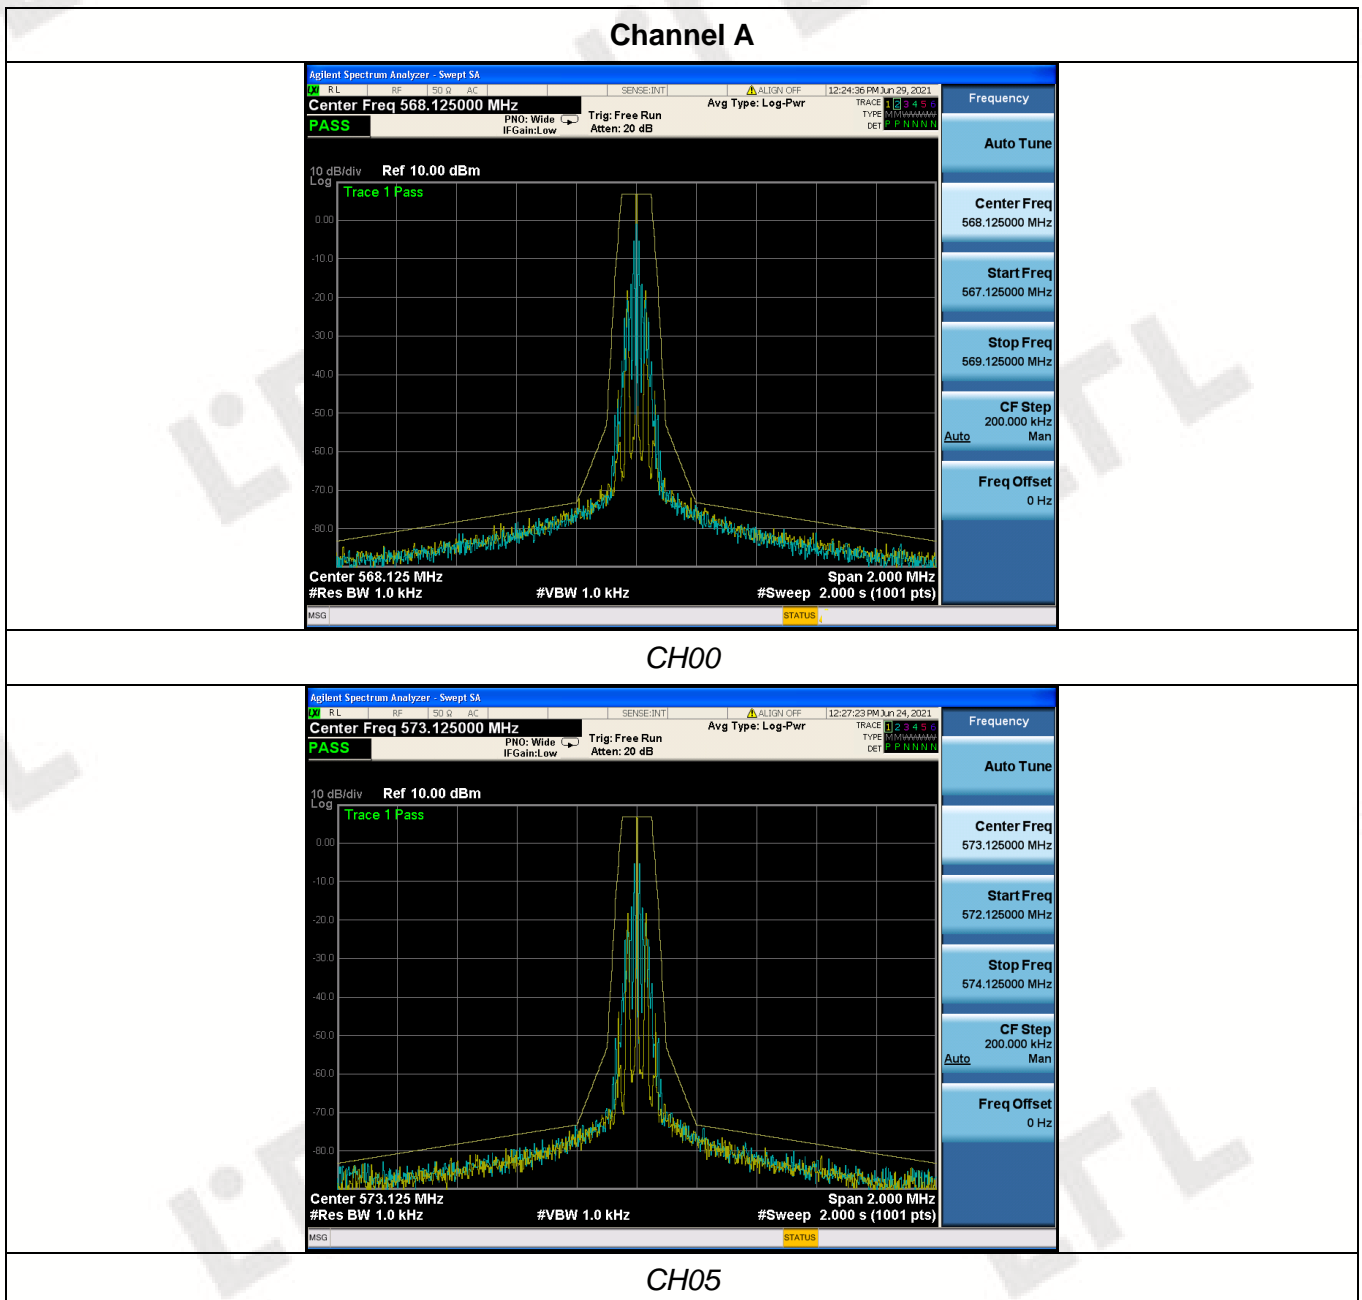 Channel A
Agilent Spectrum Analyzer - Swept SA
LXI RL RF 50 Ω AC SENSE:INT ALIGN OFF 12:24:36 PM Jun 29, 2021
Center Freq 568.125000 MHz
Avg Type: Log-Pwr
TRACE 1 2 3 4 5 6
PASS
PNO: Wide
Trig: Free Run
TYPE MMWWWW
IFGain:Low
Atten: 20 dB
DET P P N N N N
10 dB/div Ref 10.00 dBm
Log
Trace 1 Pass
0.00
-10.0
-20.0
-30.0
-40.0
-50.0
-60.0
-70.0
-80.0
Center 568.125 MHz Span 2.000 MHz
#Res BW 1.0 kHz #VBW 1.0 kHz #Sweep 2.000 s (1001 pts)
MSG STATUS
Frequency
Auto Tune
Center Freq
568.125000 MHz
Start Freq
567.125000 MHz
Stop Freq
569.125000 MHz
CF Step
200.000 kHz
Auto Man
Freq Offset
0 Hz
CH00
Agilent Spectrum Analyzer - Swept SA
LXI RL RF 50 Ω AC SENSE:INT ALIGN OFF 12:27:23 PM Jun 24, 2021
Center Freq 573.125000 MHz
Avg Type: Log-Pwr
TRACE 1 2 3 4 5 6
PASS
PNO: Wide
Trig: Free Run
TYPE MMWWWW
IFGain:Low
Atten: 20 dB
DET P P N N N N
10 dB/div Ref 10.00 dBm
Log
Trace 1 Pass
0.00
-10.0
-20.0
-30.0
-40.0
-50.0
-60.0
-70.0
-80.0
Center 573.125 MHz Span 2.000 MHz
#Res BW 1.0 kHz #VBW 1.0 kHz #Sweep 2.000 s (1001 pts)
MSG STATUS
Frequency
Auto Tune
Center Freq
573.125000 MHz
Start Freq
572.125000 MHz
Stop Freq
574.125000 MHz
CF Step
200.000 kHz
Auto Man
Freq Offset
0 Hz
CH05